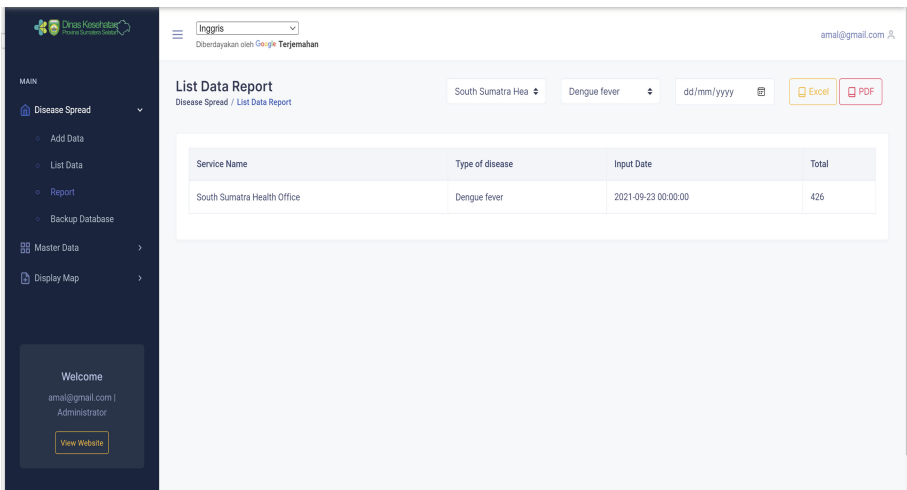 Dinas Kesehatan
Provinsi Sumatera Selatan
MAIN
Disease Spread
Add Data
List Data
Report
Backup Database
Master Data
Display Map
Welcome
amal@gmail.com |
Administrator
View Website
Inggris
Diberdayakan oleh Google Terjemahan
amal@gmail.com
List Data Report
Disease Spread / List Data Report
South Sumatra Hea
Dengue fever
dd/mm/yyyy
Excel
PDF
Service Name Type of disease Input Date Total
South Sumatra Health Office Dengue fever 2021-09-23 00:00:00 426